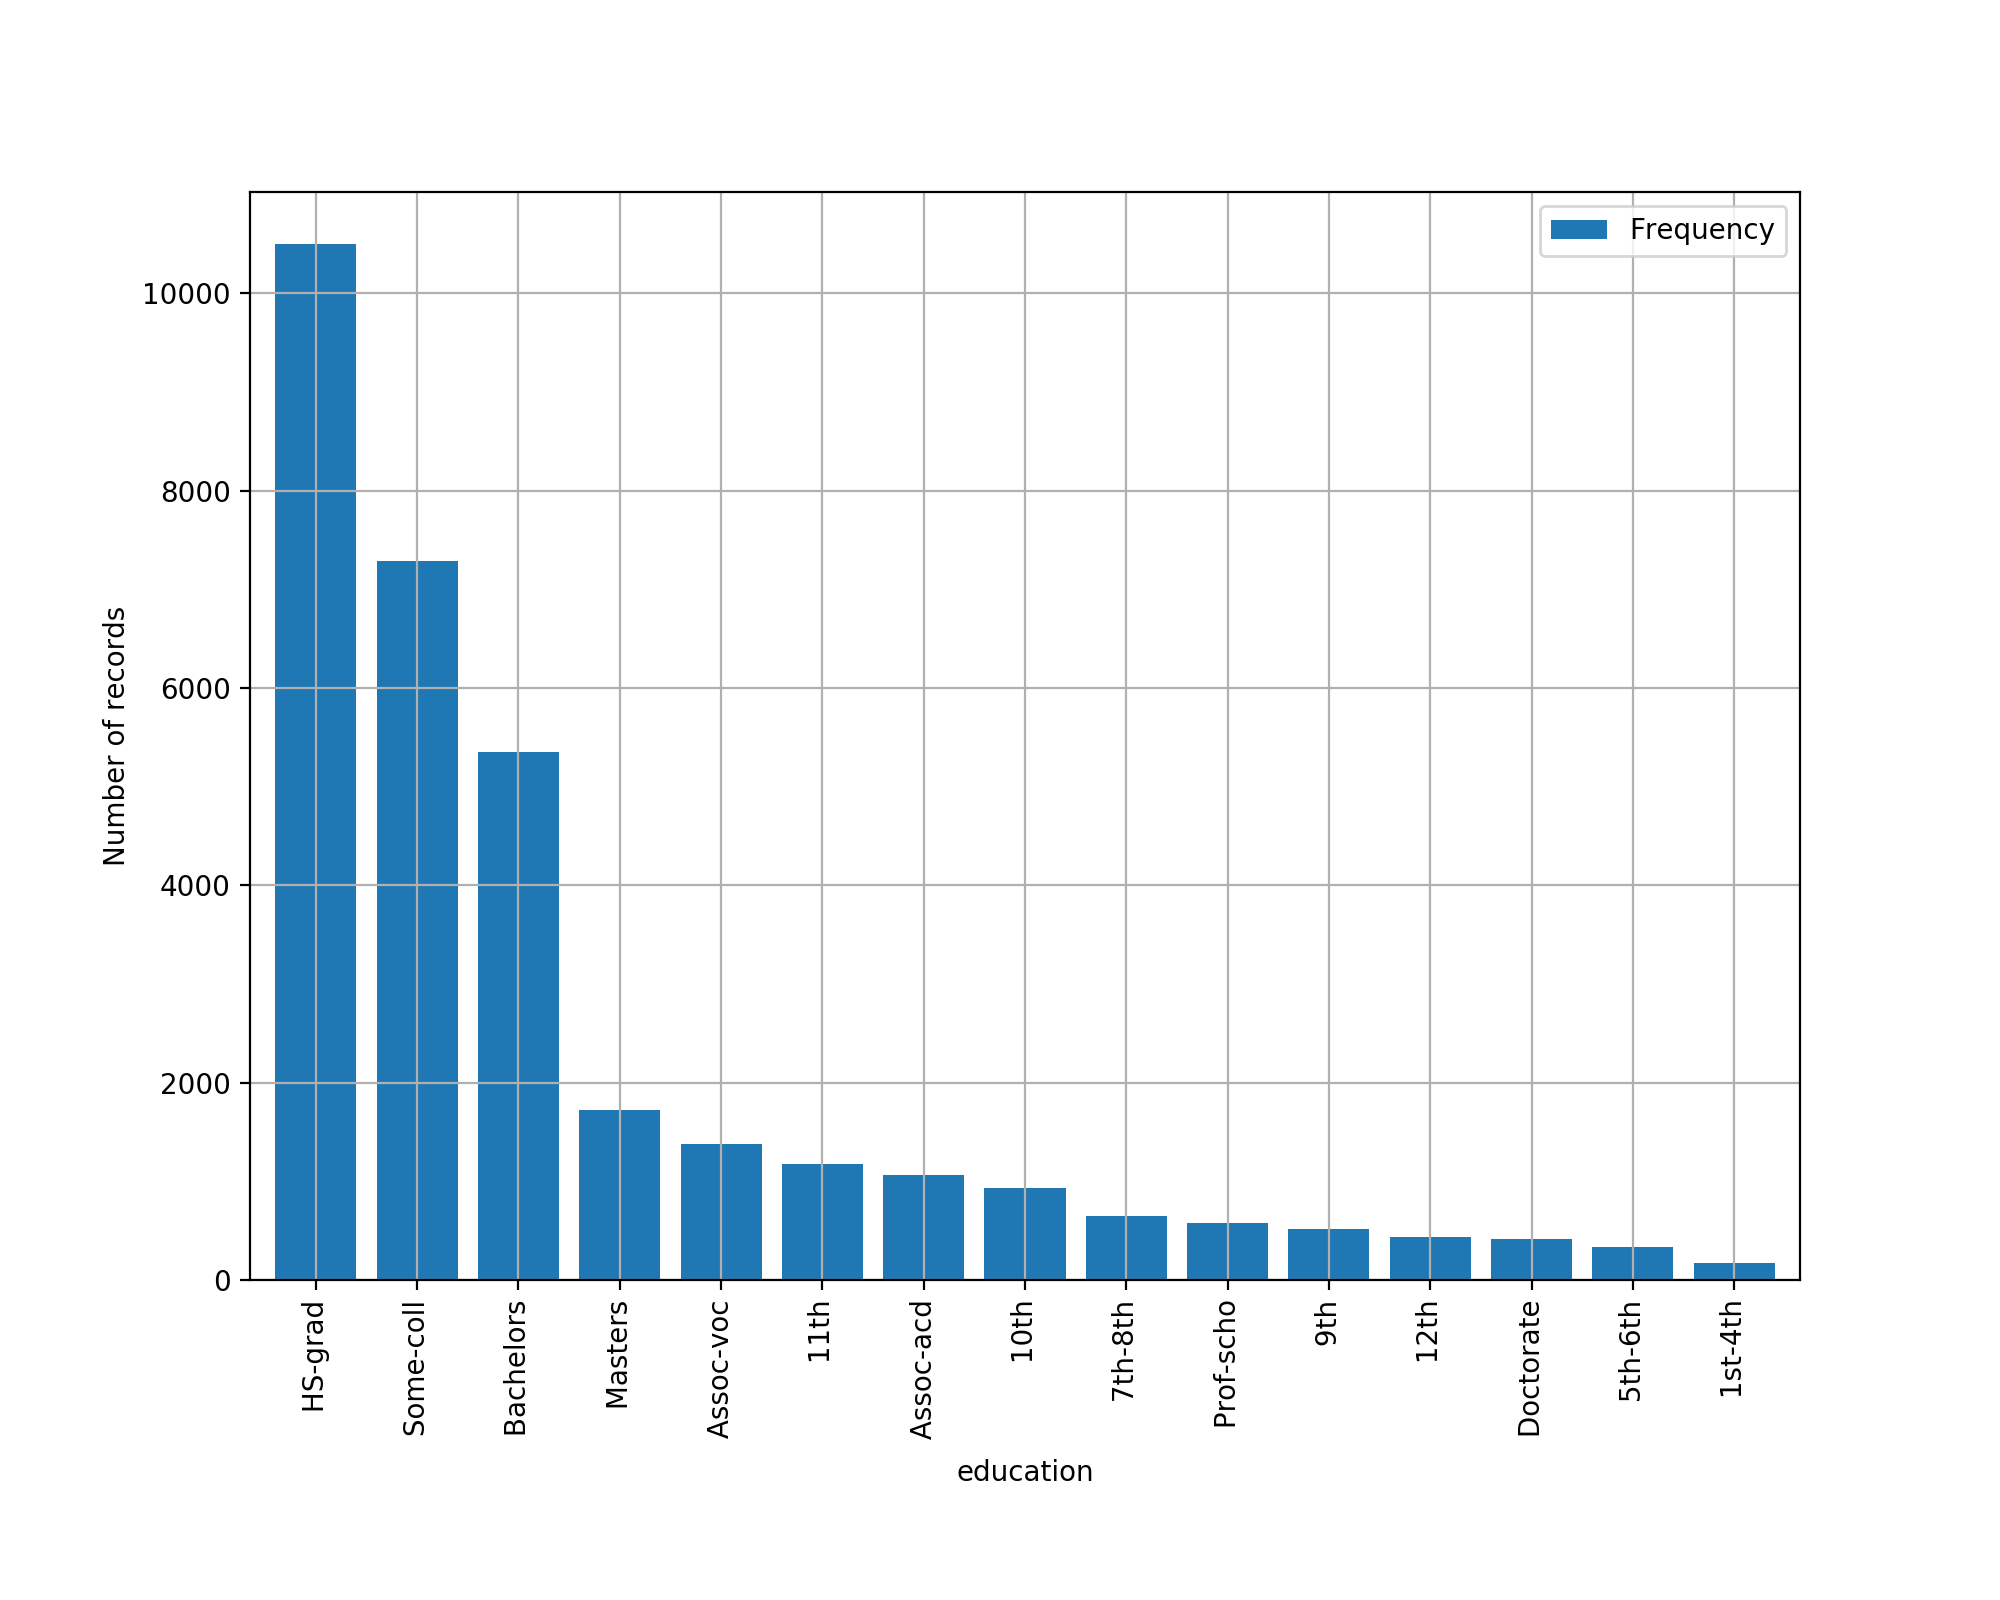 Frequency
10000
8000
6000
4000
2000
0
Number of records
HS-grad
Some-coll
Bachelors
Masters
Assoc-voc
11th
Assoc-acd
10th
7th-8th
Prof-scho
9th
12th
Doctorate
5th-6th
1st-4th
education